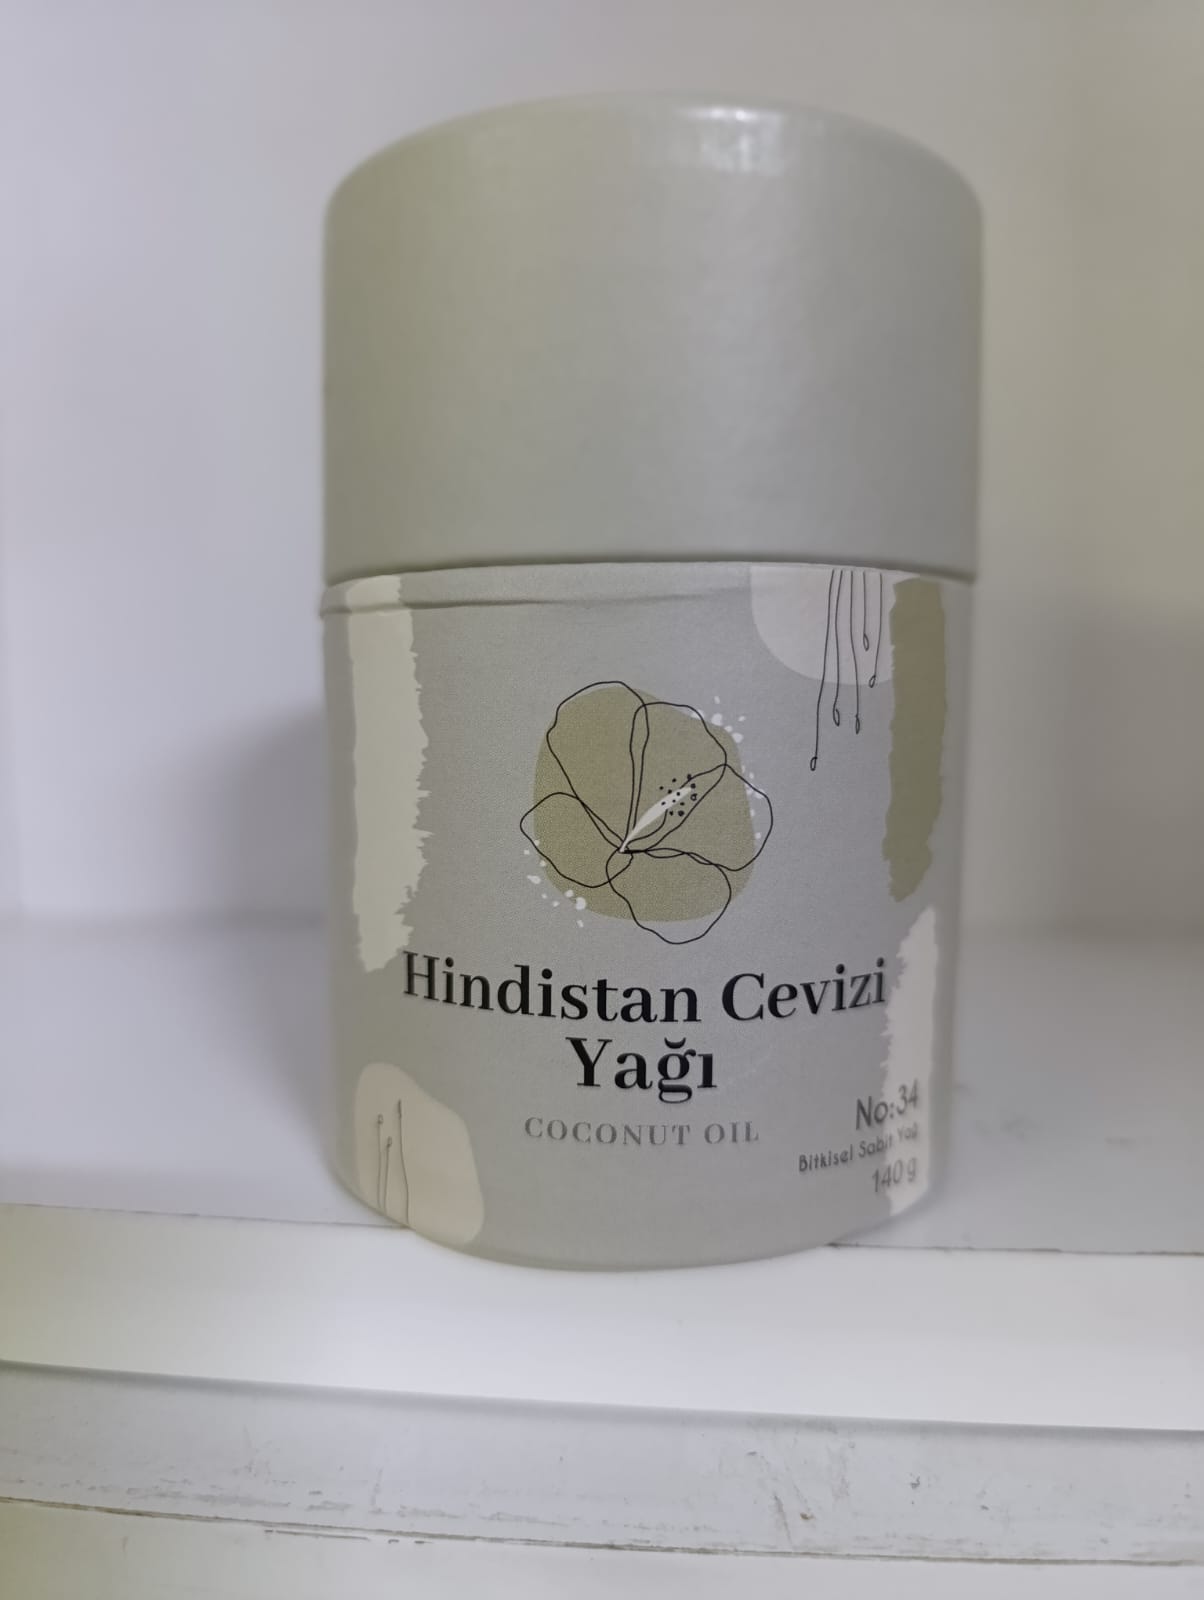 Hindistan Cevizi
Yağı
COCONUT OIL
No:34
Bitkisel Sabit Yağ
140 g